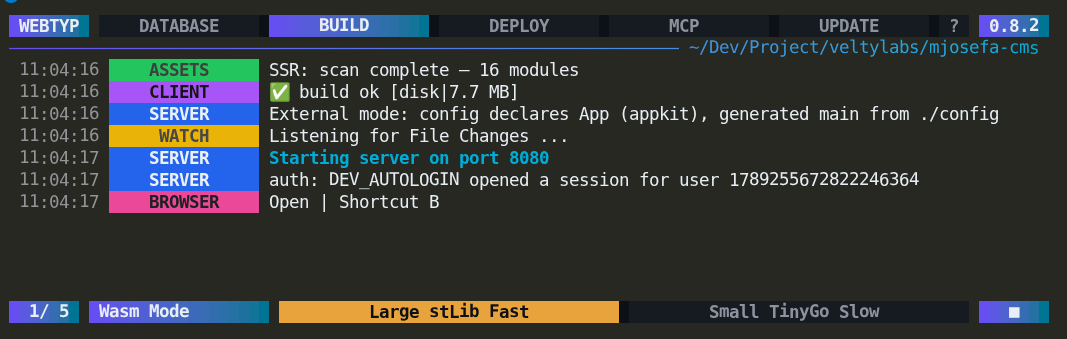 WEBTYP DATABASE BUILD DEPLOY MCP UPDATE ? 0.8.2
~/Dev/Project/veltylabs/mjosefa-cms
11:04:16 ASSETS SSR: scan complete — 16 modules
11:04:16 CLIENT ✅ build ok [disk|7.7 MB]
11:04:16 SERVER External mode: config declares App (appkit), generated main from ./config
11:04:16 WATCH Listening for File Changes ...
11:04:17 SERVER Starting server on port 8080
11:04:17 SERVER auth: DEV_AUTOLOGIN opened a session for user 1789255672822246364
11:04:17 BROWSER Open | Shortcut B
1/ 5 Wasm Mode Large stLib Fast Small TinyGo Slow ■